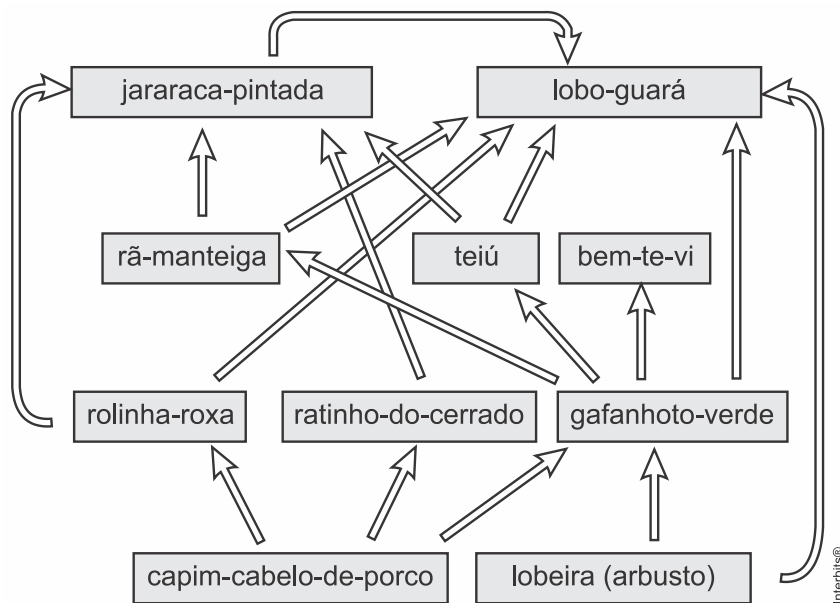 jararaca-pintada
lobo-guará
rã-manteiga
teiú
bem-te-vi
rolinha-roxa
ratinho-do-cerrado
gafanhoto-verde
capim-cabelo-de-porco
lobeira (arbusto)
Interbits®